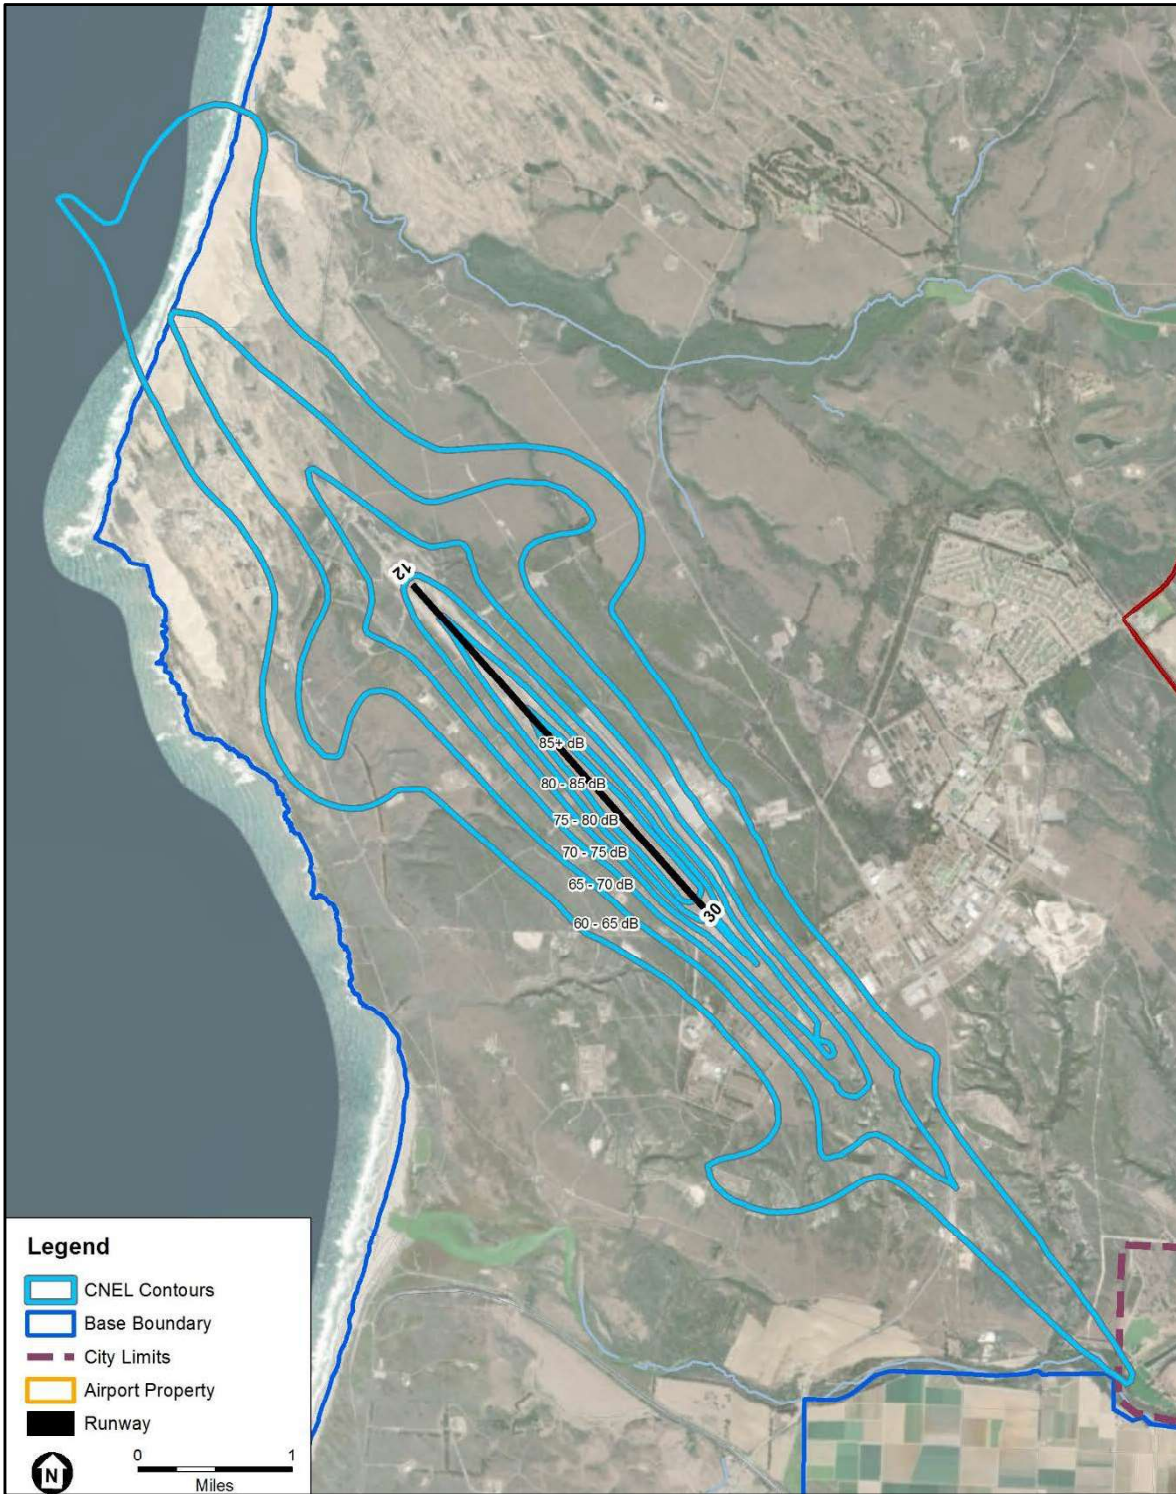 12
85+ dB
80 - 85 dB
75 - 80 dB
70 - 75 dB
65 - 70 dB
60 - 65 dB
30
Legend
CNEL Contours
Base Boundary
City Limits
Airport Property
Runway
N
0 1
Miles